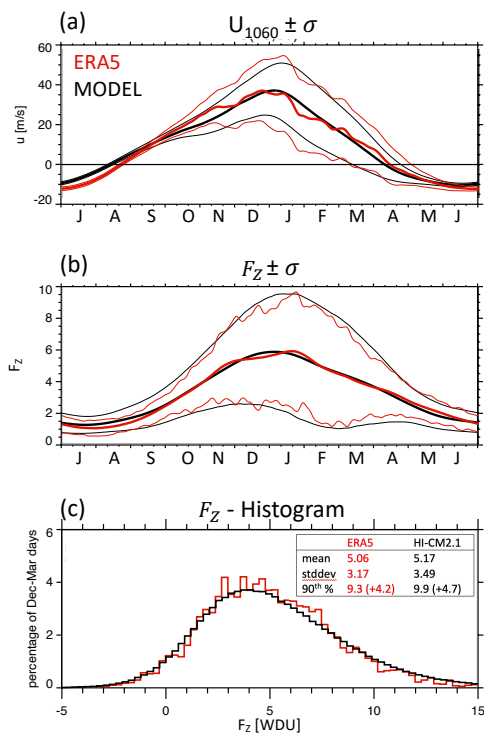 (a)
U1060 ± σ
ERA5
MODEL
u [m/s]
60
40
20
0
-20
J A S O N D J F M A M J
(b)
FZ ± σ
FZ
10
8
6
4
2
0
J A S O N D J F M A M J
(c)
FZ - Histogram
percentage of Dec-Mar days
6
4
2
0
ERA5 HI-CM2.1
mean 5.06 5.17
stddev 3.17 3.49
90th % 9.3 (+4.2) 9.9 (+4.7)
-5 0 5 10 15
FZ [WDU]